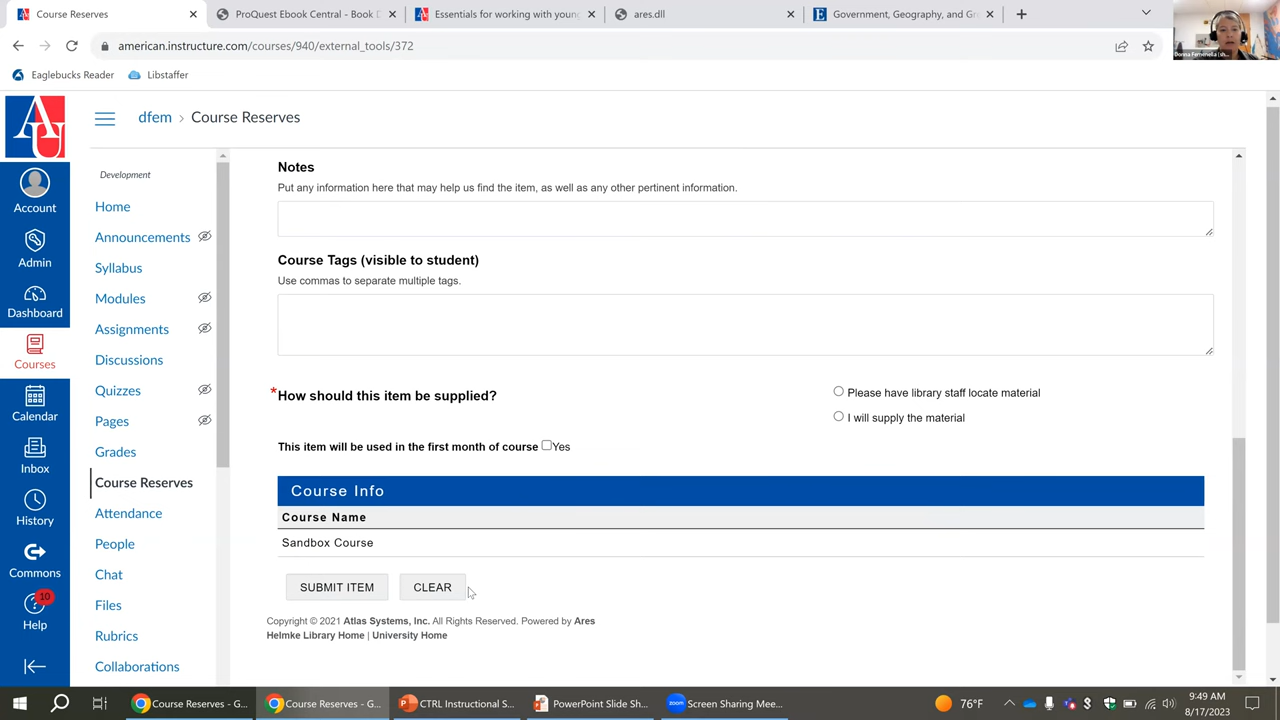 Course Reserves
ProQuest Ebook Central - Book D
Essentials for working with youn
ares.dll
Government, Geography, and Gr
american.instructure.com/courses/940/external_tools/372
Eaglebucks Reader
Libstaffer
AU
dfem > Course Reserves
Account
Admin
Dashboard
Courses
Calendar
Inbox
History
Commons
10
Help
Development
Home
Announcements
Syllabus
Modules
Assignments
Discussions
Quizzes
Pages
Grades
Course Reserves
Attendance
People
Chat
Files
Rubrics
Collaborations
Notes
Put any information here that may help us find the item, as well as any other pertinent information.
Course Tags (visible to student)
Use commas to separate multiple tags.
*How should this item be supplied?
Please have library staff locate material
I will supply the material
This item will be used in the first month of course Yes
Course Info
Course Name
Sandbox Course
SUBMIT ITEM
CLEAR
Copyright © 2021 Atlas Systems, Inc. All Rights Reserved. Powered by Ares
Helmke Library Home | University Home
Course Reserves - G...
Course Reserves - G...
CTRL Instructional S...
PowerPoint Slide Sh...
zoom
Screen Sharing Mee...
76°F
9:49 AM
8/17/2023